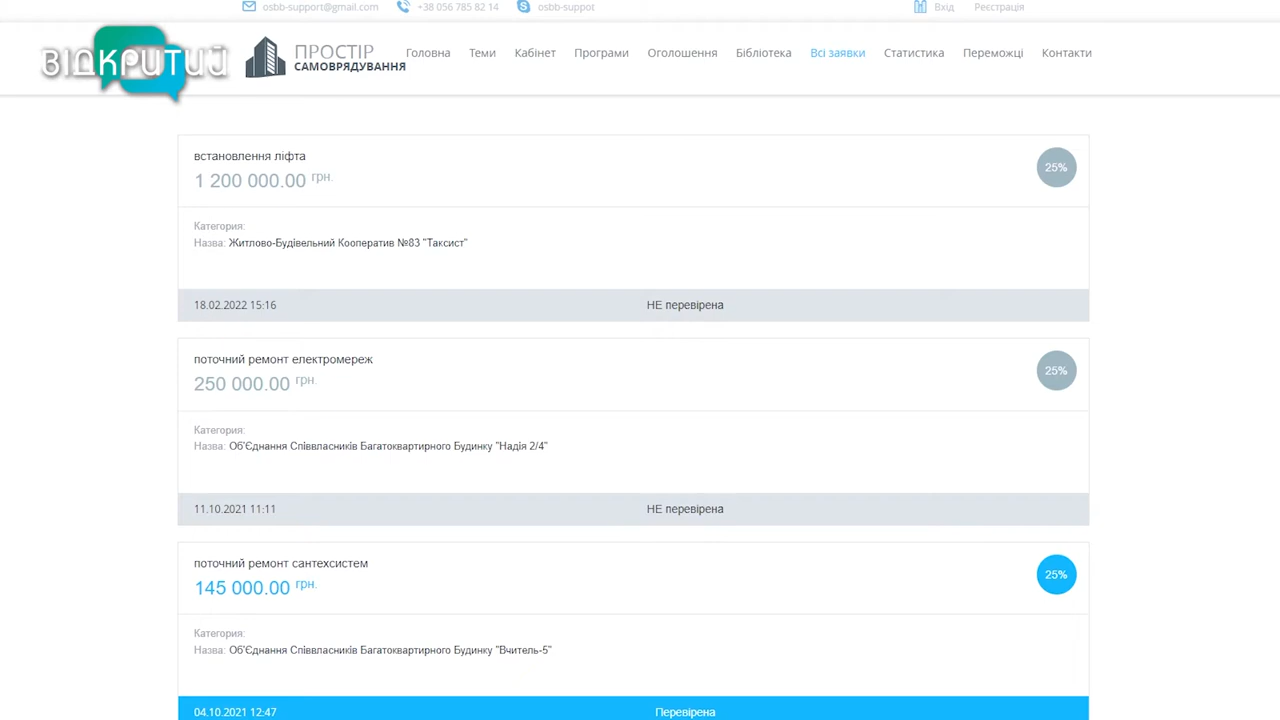 osbb-support@gmail.com +38 056 785 82 14 osbb-suppot Вхід Реєстрація
ВІДКРИТИЙ
ПРОСТІР
САМОВРЯДУВАННЯ
Головна Теми Кабінет Програми Оголошення Бібліотека Всі заявки Статистика Переможці Контакти
встановлення ліфта
1 200 000.00 грн.
25%
Категория:
Назва: Житлово-Будівельний Кооператив №83 "Таксист"
18.02.2022 15:16 НЕ перевірена
поточний ремонт електромереж
250 000.00 грн.
25%
Категория:
Назва: Об'Єднання Співвласників Багатоквартирного Будинку "Надія 2/4"
11.10.2021 11:11 НЕ перевірена
поточний ремонт сантехсистем
145 000.00 грн.
25%
Категория:
Назва: Об'Єднання Співвласників Багатоквартирного Будинку "Вчитель-5"
04.10.2021 12:47 Перевірена